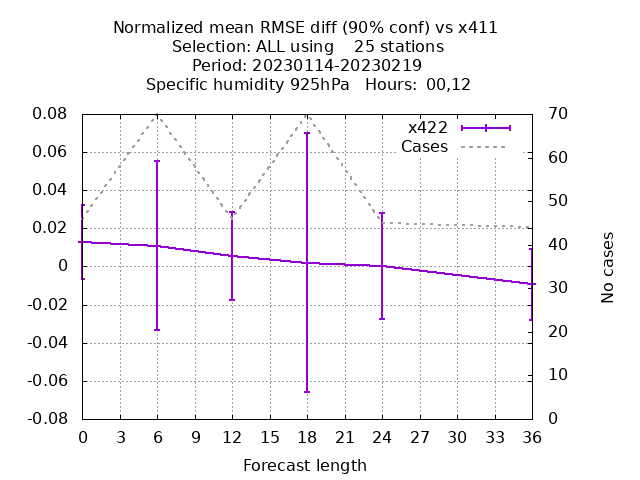 Normalized mean RMSE diff (90% conf) vs x411
Selection: ALL using    25 stations
Period: 20230114-20230219
Specific humidity 925hPa   Hours: 00,12
0.08
0.06
0.04
0.02
0
-0.02
-0.04
-0.06
-0.08
x422
Cases
70
60
50
40
30
20
10
0
No cases
0 3 6 9 12 15 18 21 24 27 30 33 36
Forecast length